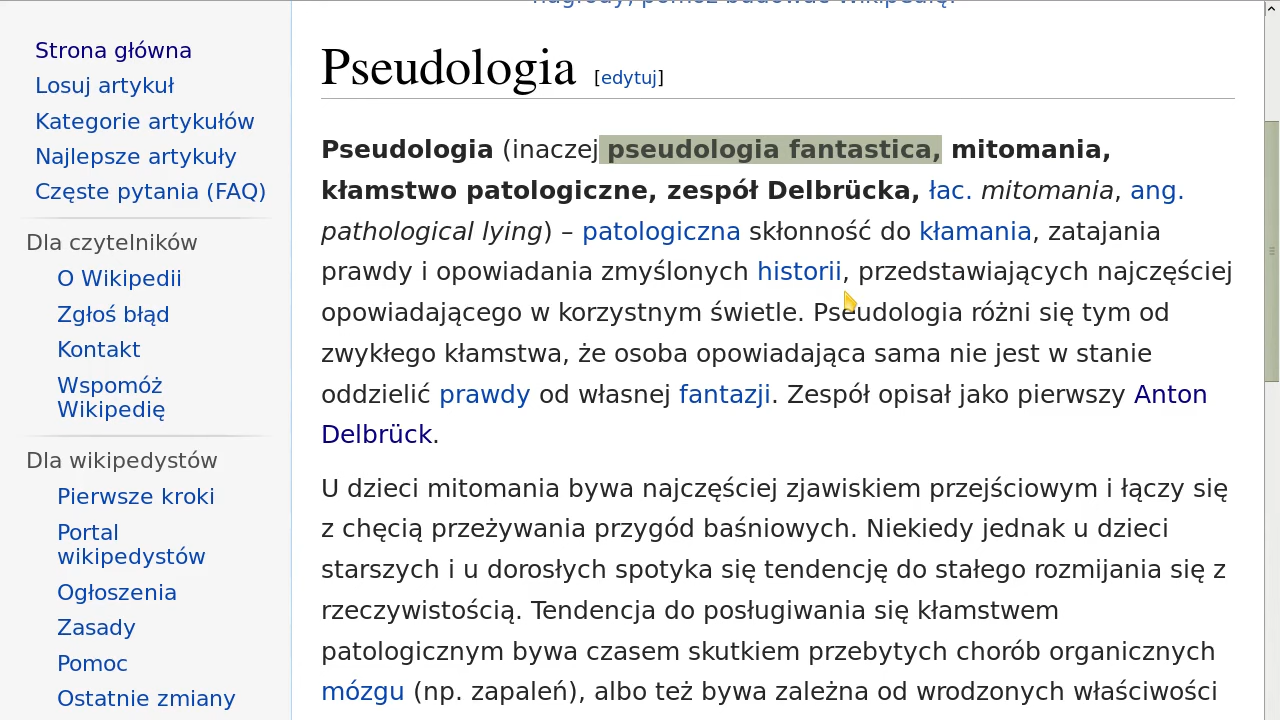 nagrody, pomóż budować Wikipedię!
Strona główna
Losuj artykuł
Kategorie artykułów
Najlepsze artykuły
Częste pytania (FAQ)
Dla czytelników
O Wikipedii
Zgłoś błąd
Kontakt
Wspomóż
Wikipedię
Dla wikipedystów
Pierwsze kroki
Portal
wikipedystów
Ogłoszenia
Zasady
Pomoc
Ostatnie zmiany
Pseudologia [edytuj]
Pseudologia (inaczej pseudologia fantastica, mitomania,
kłamstwo patologiczne, zespół Delbrücka, łac. mitomania, ang.
pathological lying) – patologiczna skłonność do kłamania, zatajania
prawdy i opowiadania zmyślonych historii, przedstawiających najczęściej
opowiadającego w korzystnym świetle. Pseudologia różni się tym od
zwykłego kłamstwa, że osoba opowiadająca sama nie jest w stanie
oddzielić prawdy od własnej fantazji. Zespół opisał jako pierwszy Anton
Delbrück.
U dzieci mitomania bywa najczęściej zjawiskiem przejściowym i łączy się
z chęcią przeżywania przygód baśniowych. Niekiedy jednak u dzieci
starszych i u dorosłych spotyka się tendencję do stałego rozmijania się z
rzeczywistością. Tendencja do posługiwania się kłamstwem
patologicznym bywa czasem skutkiem przebytych chorób organicznych
mózgu (np. zapaleń), albo też bywa zależna od wrodzonych właściwości